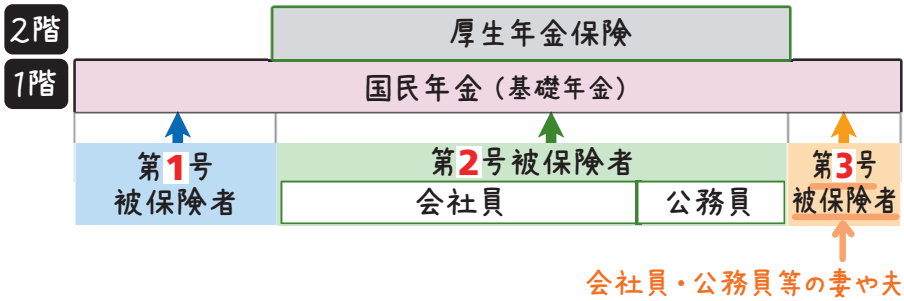 2階
厚生年金保険
1階
国民年金（基礎年金）
第1号
被保険者
第2号被保険者
会社員
公務員
第3号
被保険者
会社員・公務員等の妻や夫